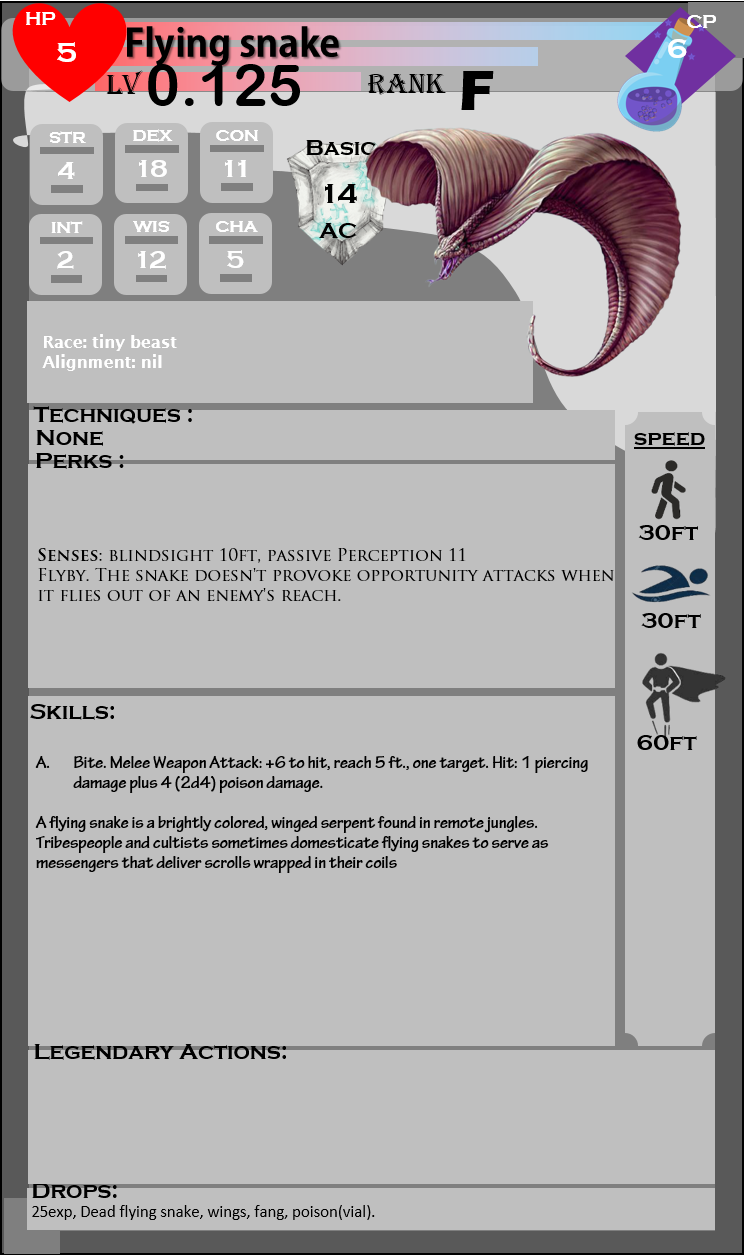 HP
5
Flying snake
CP
6
LV 0.125 RANK F
STR
4
DEX
18
CON
11
INT
2
WIS
12
CHA
5
BASIC
14
AC
Race: tiny beast
Alignment: nil
TECHNIQUES :
NONE
PERKS :
SENSES: BLINDSIGHT 10FT, PASSIVE PERCEPTION 11
FLYBY. THE SNAKE DOESN'T PROVOKE OPPORTUNITY ATTACKS WHEN
IT FLIES OUT OF AN ENEMY'S REACH.
SPEED
30FT
30FT
60FT
SKILLS:
A. Bite. Melee Weapon Attack: +6 to hit, reach 5 ft., one target. Hit: 1 piercing
damage plus 4 (2d4) poison damage.
A flying snake is a brightly colored, winged serpent found in remote jungles.
Tribespeople and cultists sometimes domesticate flying snakes to serve as
messengers that deliver scrolls wrapped in their coils
LEGENDARY ACTIONS:
DROPS:
25exp, Dead flying snake, wings, fang, poison(vial).